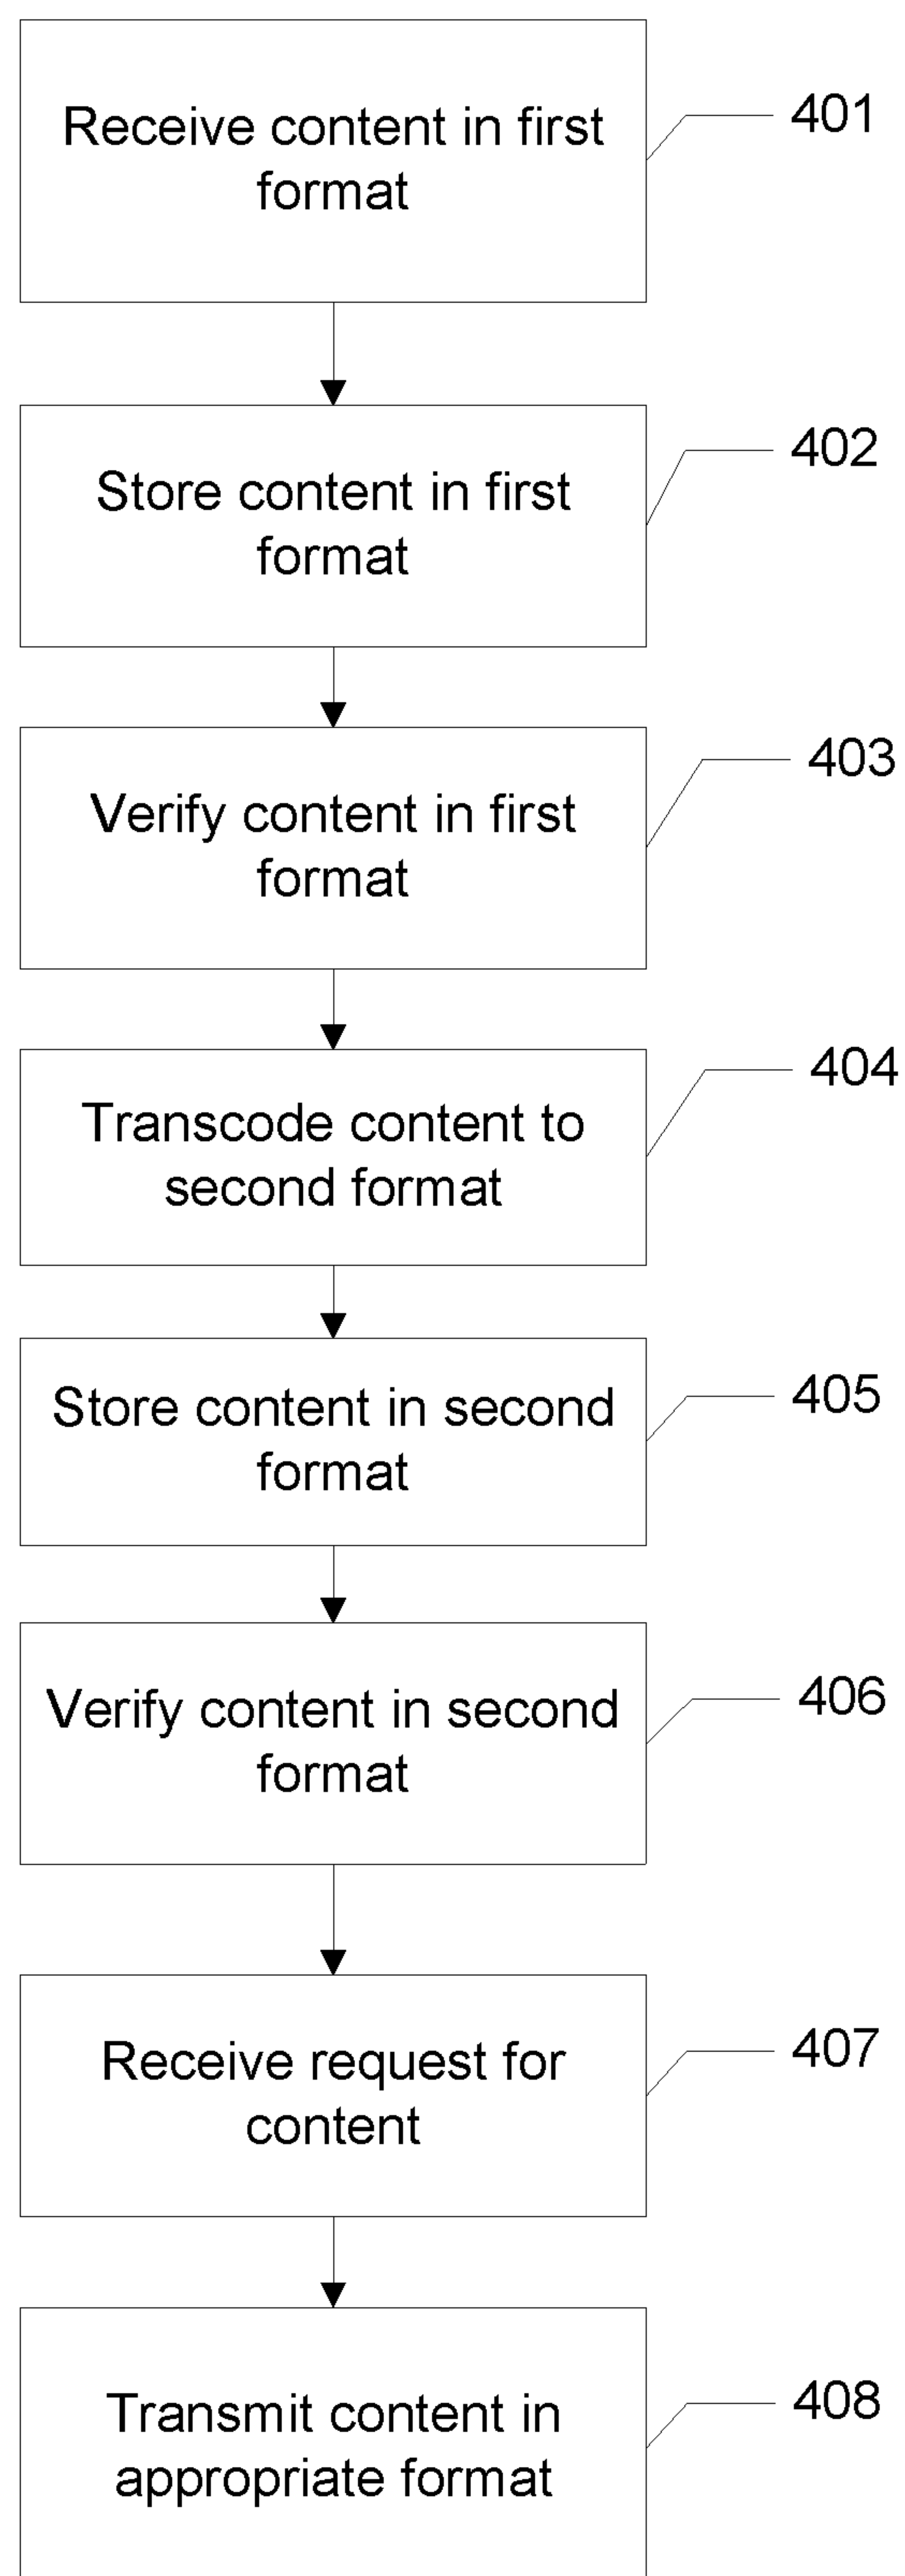 Receive content in first
format
401
Store content in first
format
402
Verify content in first
format
403
Transcode content to
second format
404
Store content in second
format
405
Verify content in second
format
406
Receive request for
content
407
Transmit content in
appropriate format
408